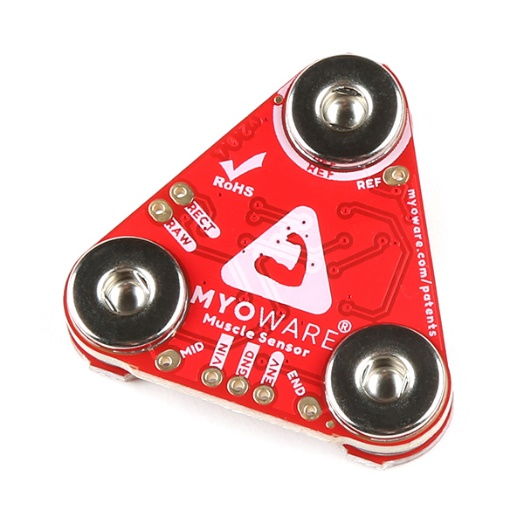 REF
REF
RoHS
RECT
RAW
myoware.com/patents
MYOWARE®
Muscle Sensor
MID
VIN
GND
ENV
END